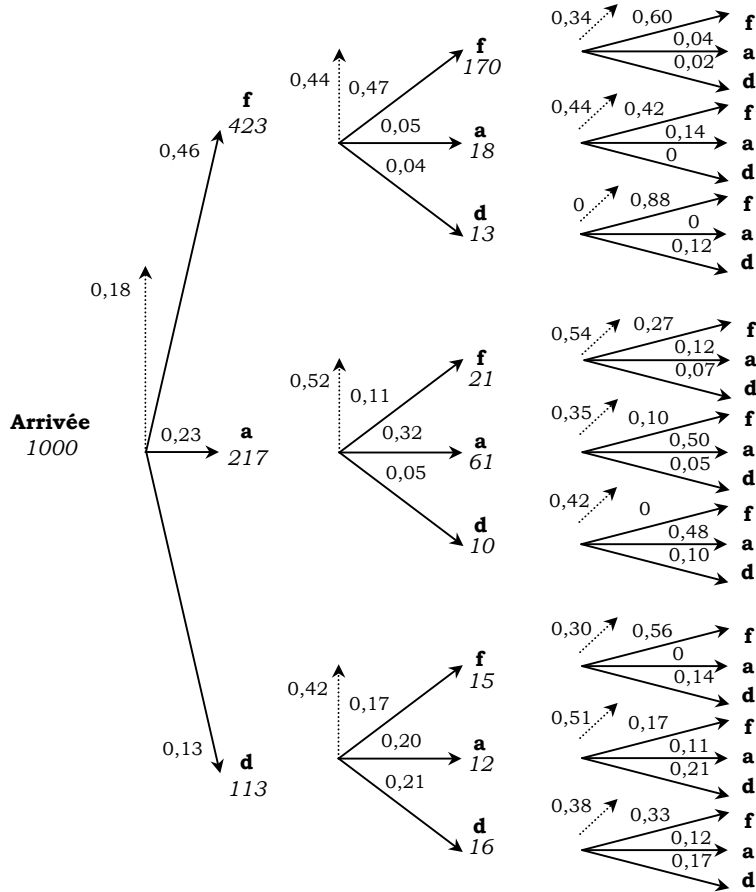 0,34 0,60 f
0,04 a
0,02 d
0,44 0,47 f
170
0,05 a
18
0,04 d
13
0,44 0,42 f
0,14 a
0 d
0 0,88 f
0 a
0,12 d
f
423
0,46
0,18
Arrivée
1000
0,23 a
217
0,13 d
113
0,52 0,11 f
21
0,32 a
61
0,05 d
10
0,54 0,27 f
0,12 a
0,07 d
0,35 0,10 f
0,50 a
0,05 d
0,42 0 f
0,48 a
0,10 d
0,42 0,17 f
15
0,20 a
12
0,21 d
16
0,30 0,56 f
0 a
0,14 d
0,51 0,17 f
0,11 a
0,21 d
0,38 0,33 f
0,12 a
0,17 d